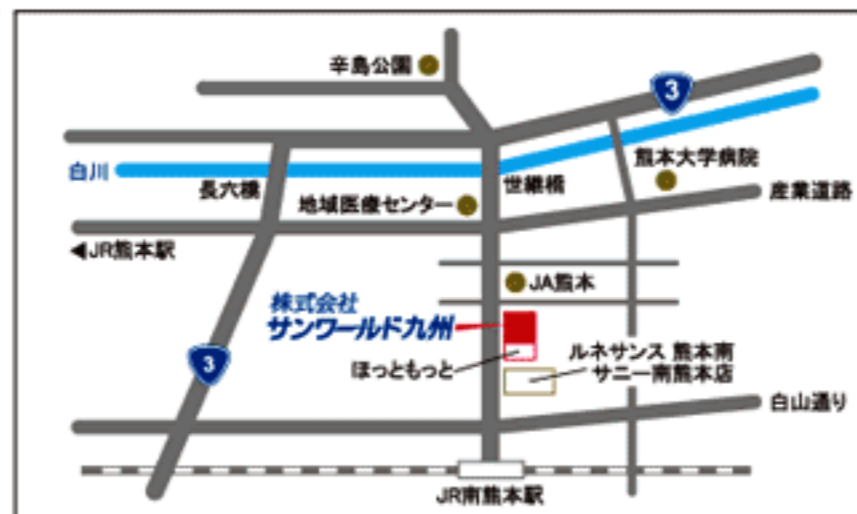 辛島公園
3
白川
長六橋
世継橋
熊本大学病院
地域医療センター
産業道路
◀JR熊本駅
JA熊本
株式会社
サンワールド九州
3
ほっともっと
ルネサンス 熊本南
サニー南熊本店
白山通り
JR南熊本駅